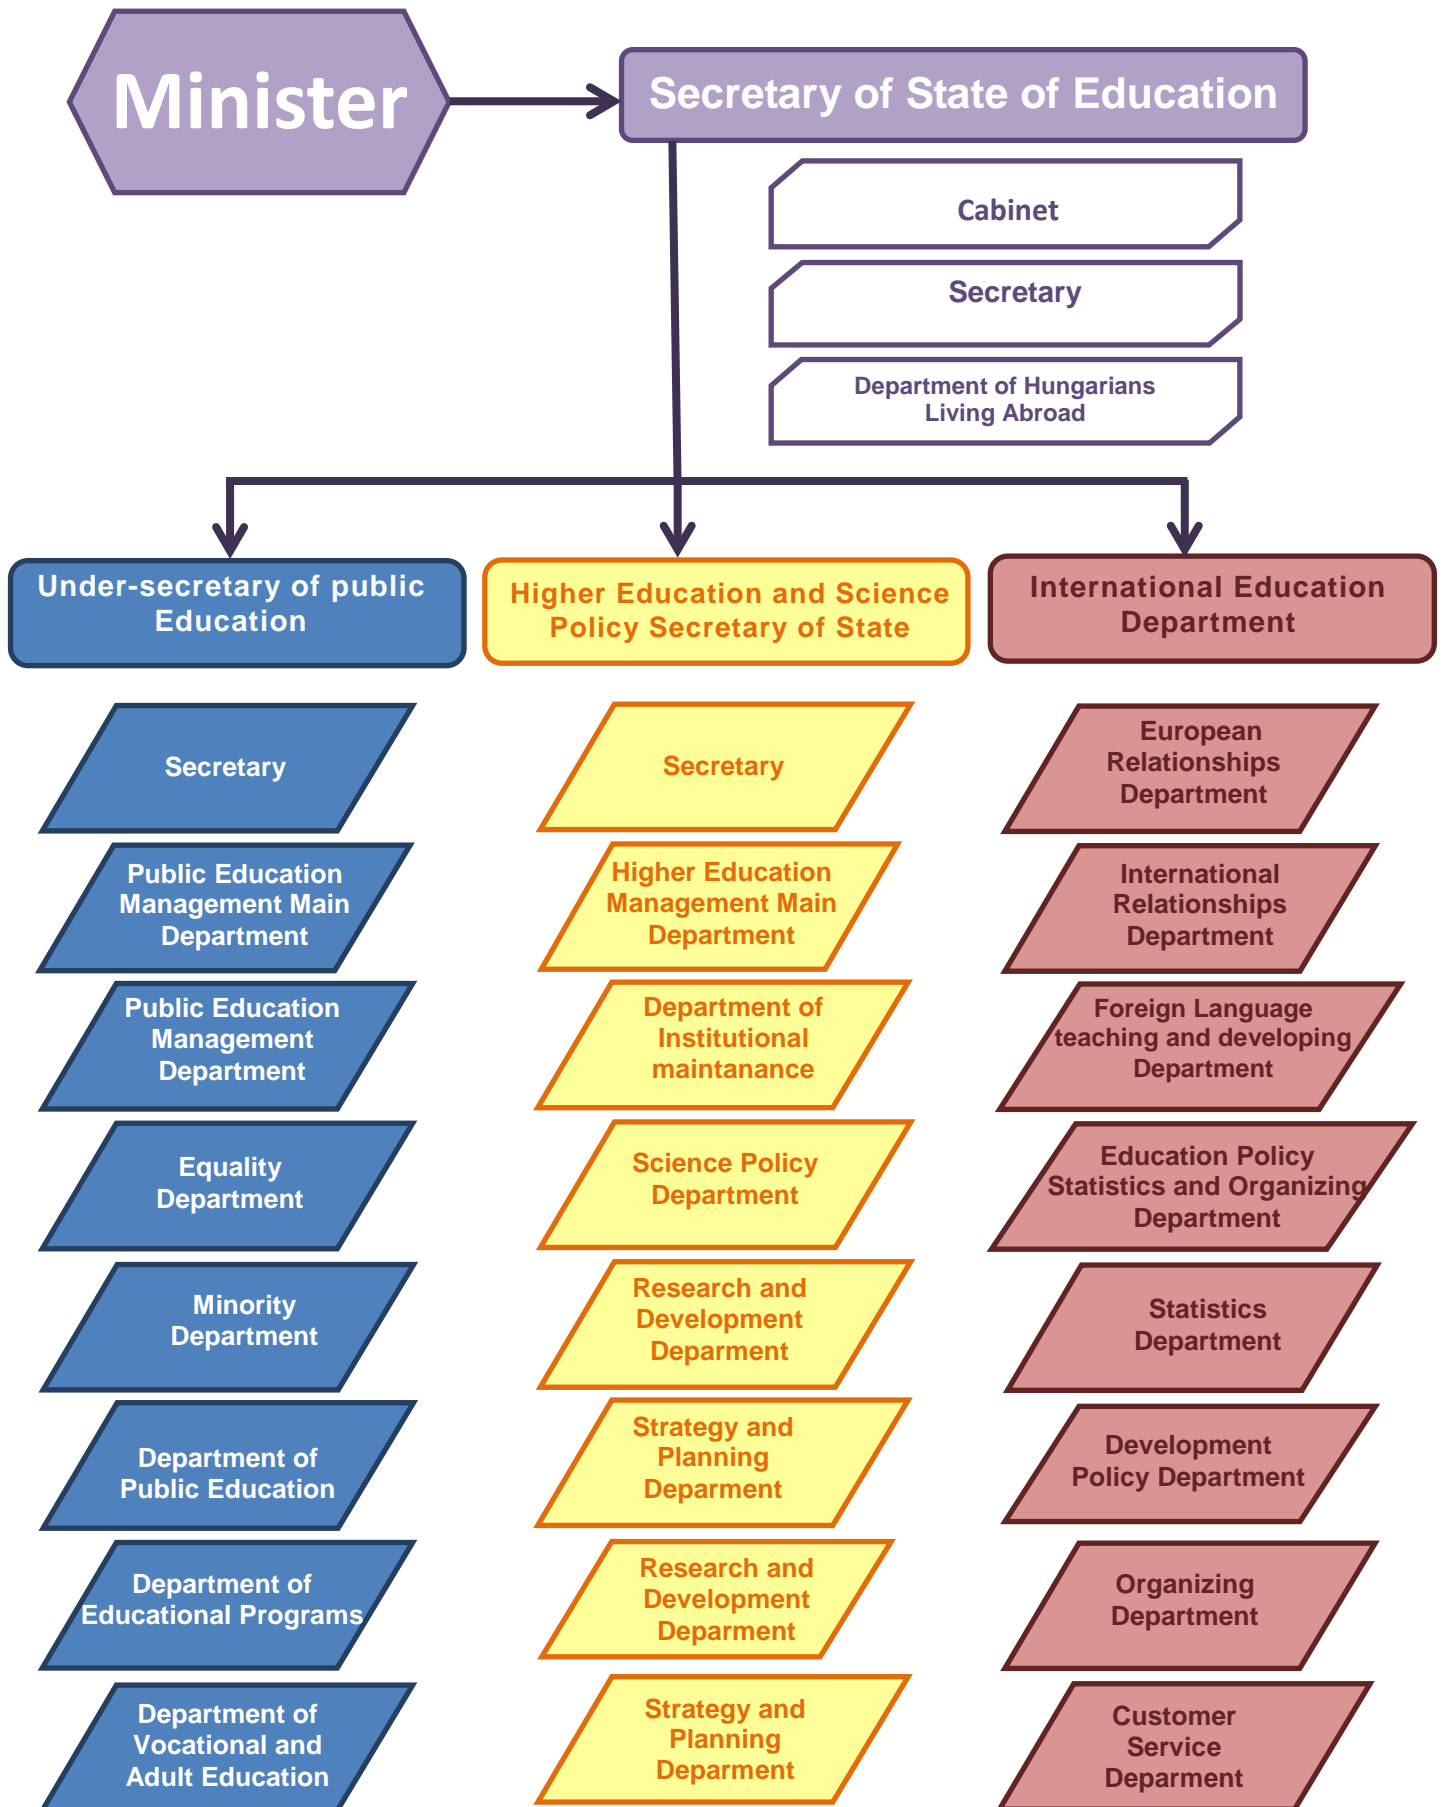 Minister
Secretary of State of Education
Cabinet
Secretary
Department of Hungarians
Living Abroad
Under-secretary of public
Education
Higher Education and Science
Policy Secretary of State
International Education
Department
Secretary
Public Education
Management Main
Department
Public Education
Management
Department
Equality
Department
Minority
Department
Department of
Public Education
Department of
Educational Programs
Department of
Vocational and
Adult Education
Secretary
Higher Education
Management Main
Department
Department of
Institutional
maintanance
Science Policy
Department
Research and
Development
Deparment
Strategy and
Planning
Deparment
Research and
Development
Deparment
Strategy and
Planning
Deparment
European
Relationships
Department
International
Relationships
Department
Foreign Language
teaching and developing
Department
Education Policy
Statistics and Organizing
Department
Statistics
Department
Development
Policy Department
Organizing
Department
Customer
Service
Deparment